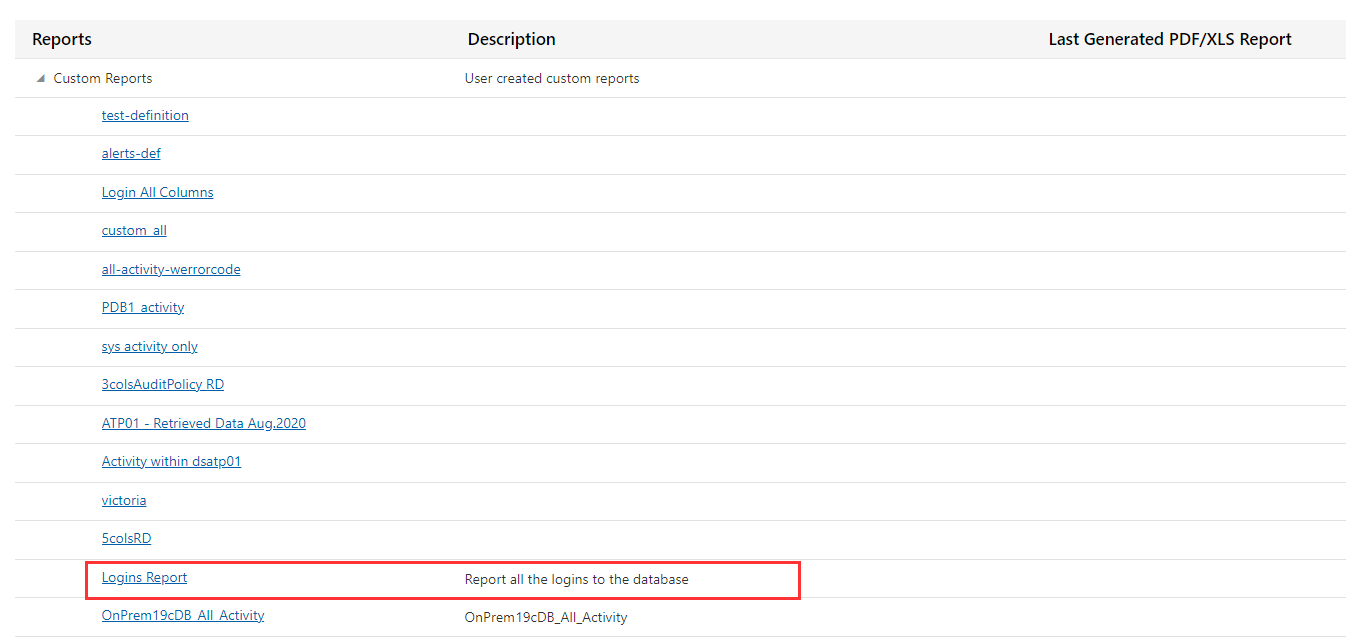 Reports Description Last Generated PDF/XLS Report
Custom Reports User created custom reports
test-definition
alerts-def
Login All Columns
custom_all
all-activity-werrorcode
PDB1_activity
sys activity only
3colsAuditPolicy RD
ATP01 - Retrieved Data Aug.2020
Activity within dsatp01
victoria
5colsRD
Logins Report Report all the logins to the database
OnPrem19cDB_All_Activity OnPrem19cDB_All_Activity